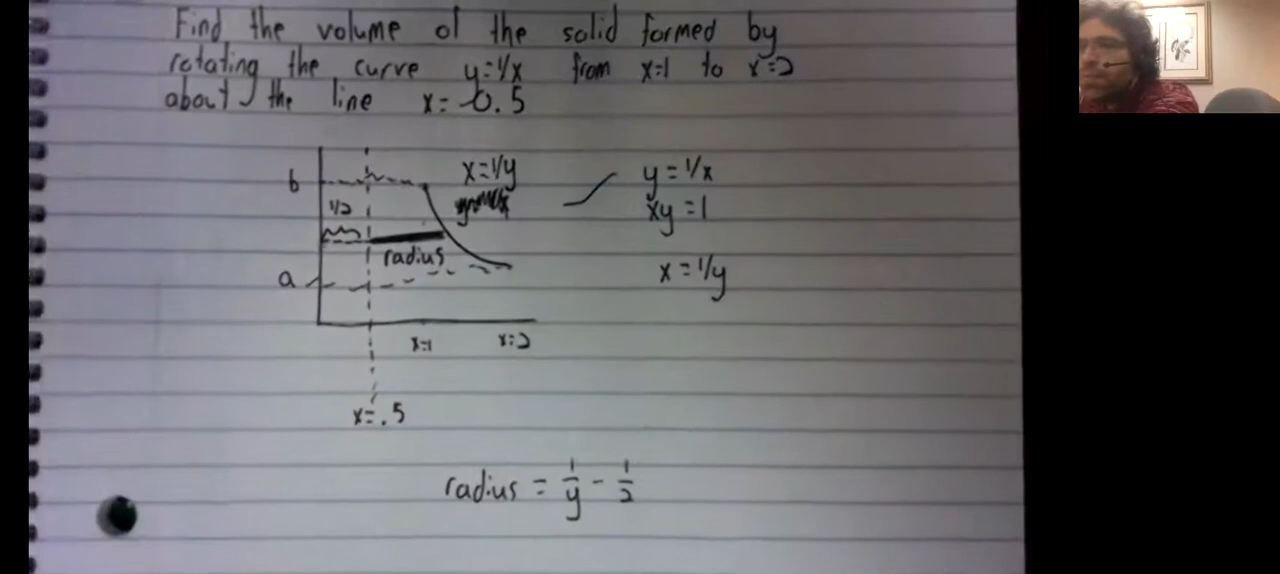 Find the volume of the solid formed by
rotating the curve y=1/x from x=1 to x=2
about the line x=0.5
b
x=1/y
y=1/x
1/2
xy=1
radius
a
x=1/y
x=1
x=2
x=.5
radius = 1/y - 1/2